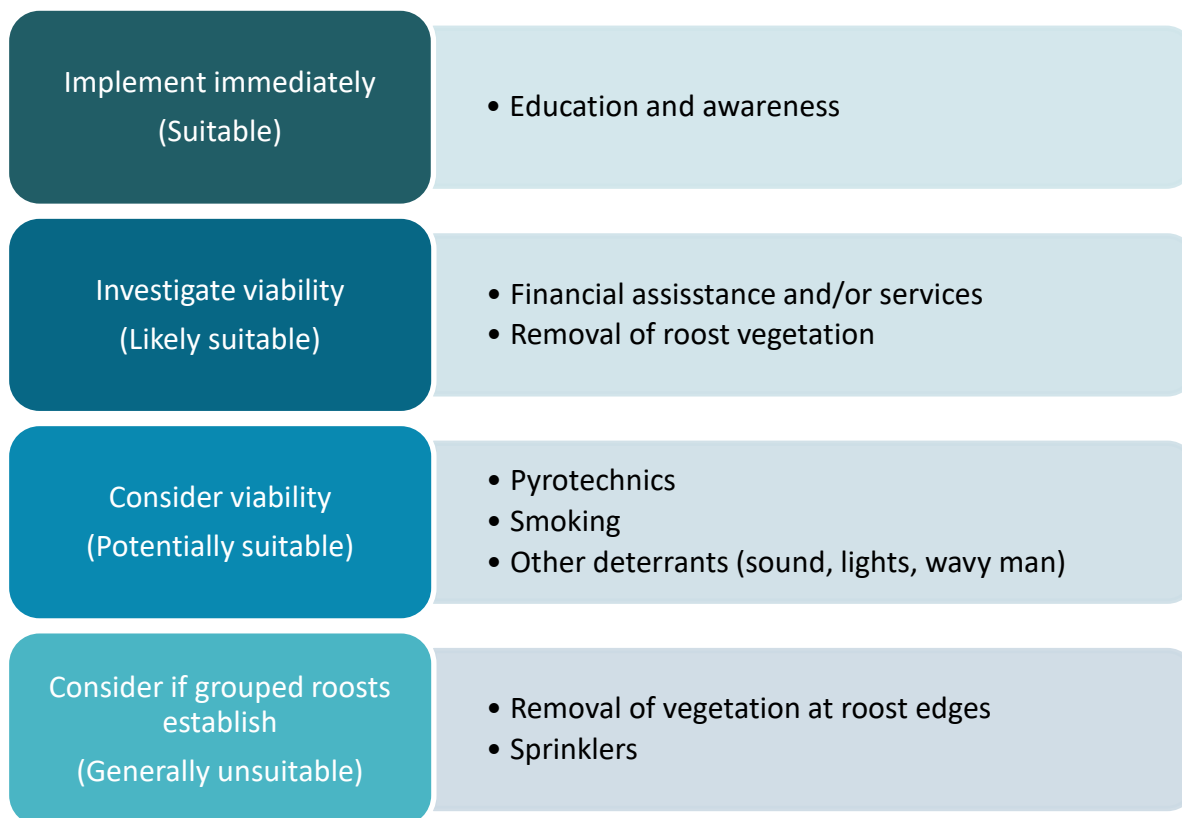 Implement immediately
(Suitable)
• Education and awareness
Investigate viability
(Likely suitable)
• Financial assisstance and/or services
• Removal of roost vegetation
Consider viability
(Potentially suitable)
• Pyrotechnics
• Smoking
• Other deterrants (sound, lights, wavy man)
Consider if grouped roosts
establish
(Generally unsuitable)
• Removal of vegetation at roost edges
• Sprinklers